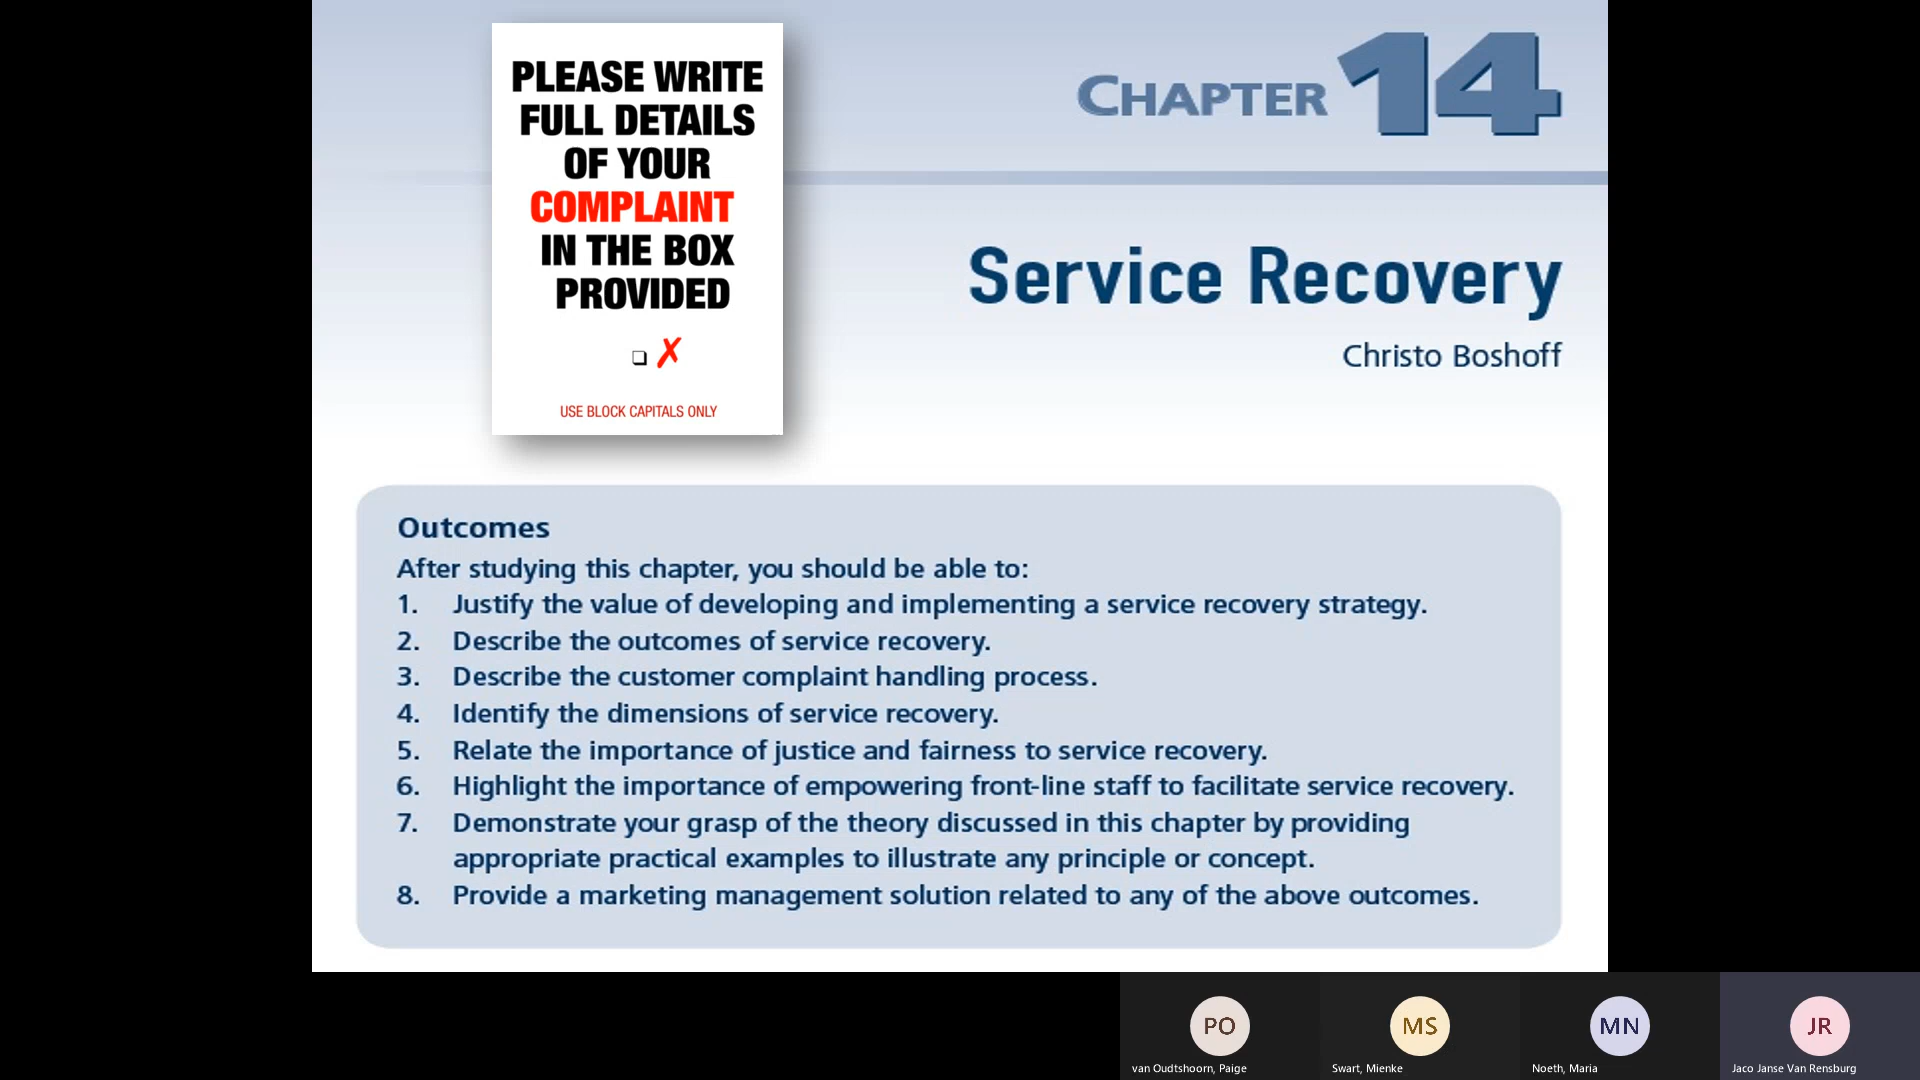 PLEASE WRITE
FULL DETAILS
OF YOUR
COMPLAINT
IN THE BOX
PROVIDED
❏ ✗
USE BLOCK CAPITALS ONLY
CHAPTER 14
Service Recovery
Christo Boshoff
Outcomes
After studying this chapter, you should be able to:
1. Justify the value of developing and implementing a service recovery strategy.
2. Describe the outcomes of service recovery.
3. Describe the customer complaint handling process.
4. Identify the dimensions of service recovery.
5. Relate the importance of justice and fairness to service recovery.
6. Highlight the importance of empowering front-line staff to facilitate service recovery.
7. Demonstrate your grasp of the theory discussed in this chapter by providing
appropriate practical examples to illustrate any principle or concept.
8. Provide a marketing management solution related to any of the above outcomes.
PO
van Oudtshoorn, Paige
MS
Swart, Mienke
MN
Noeth, Maria
JR
Jaco Janse Van Rensburg